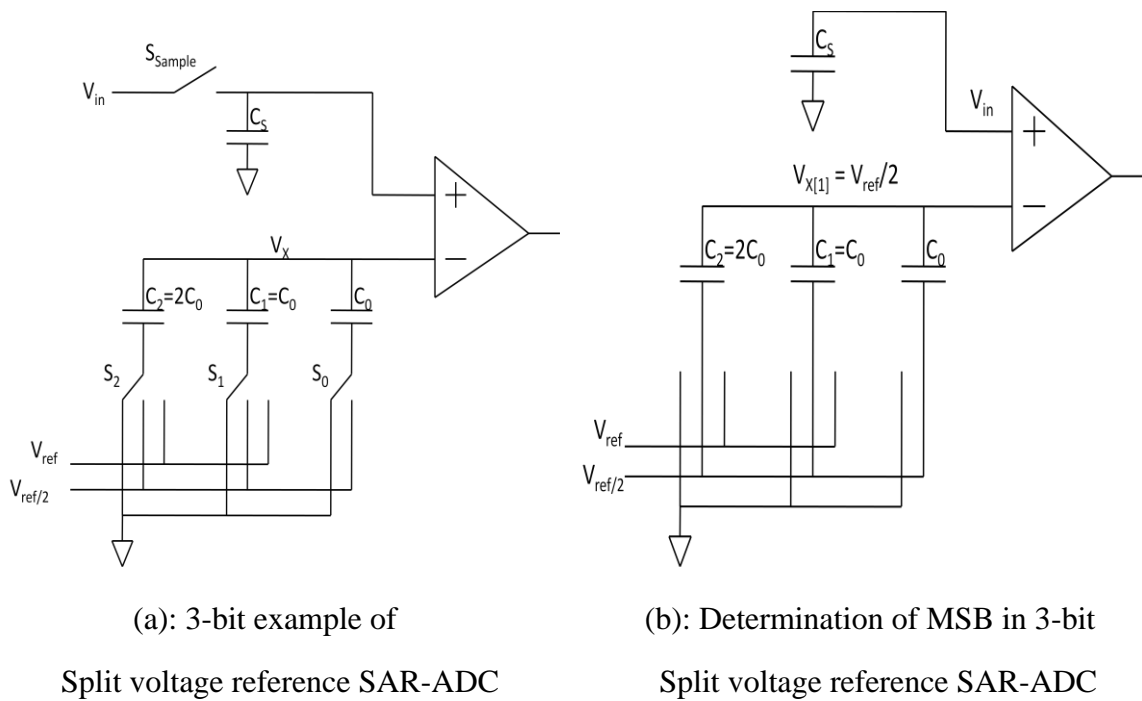 S_Sample
V_in
C_S
+
V_X
−
C_2=2C_0
C_1=C_0
C_0
S_2
S_1
S_0
V_ref
V_ref/2
(a): 3-bit example of
Split voltage reference SAR-ADC
C_S
V_in
+
V_X[1] = V_ref/2
−
C_2=2C_0
C_1=C_0
C_0
V_ref
V_ref/2
(b): Determination of MSB in 3-bit
Split voltage reference SAR-ADC